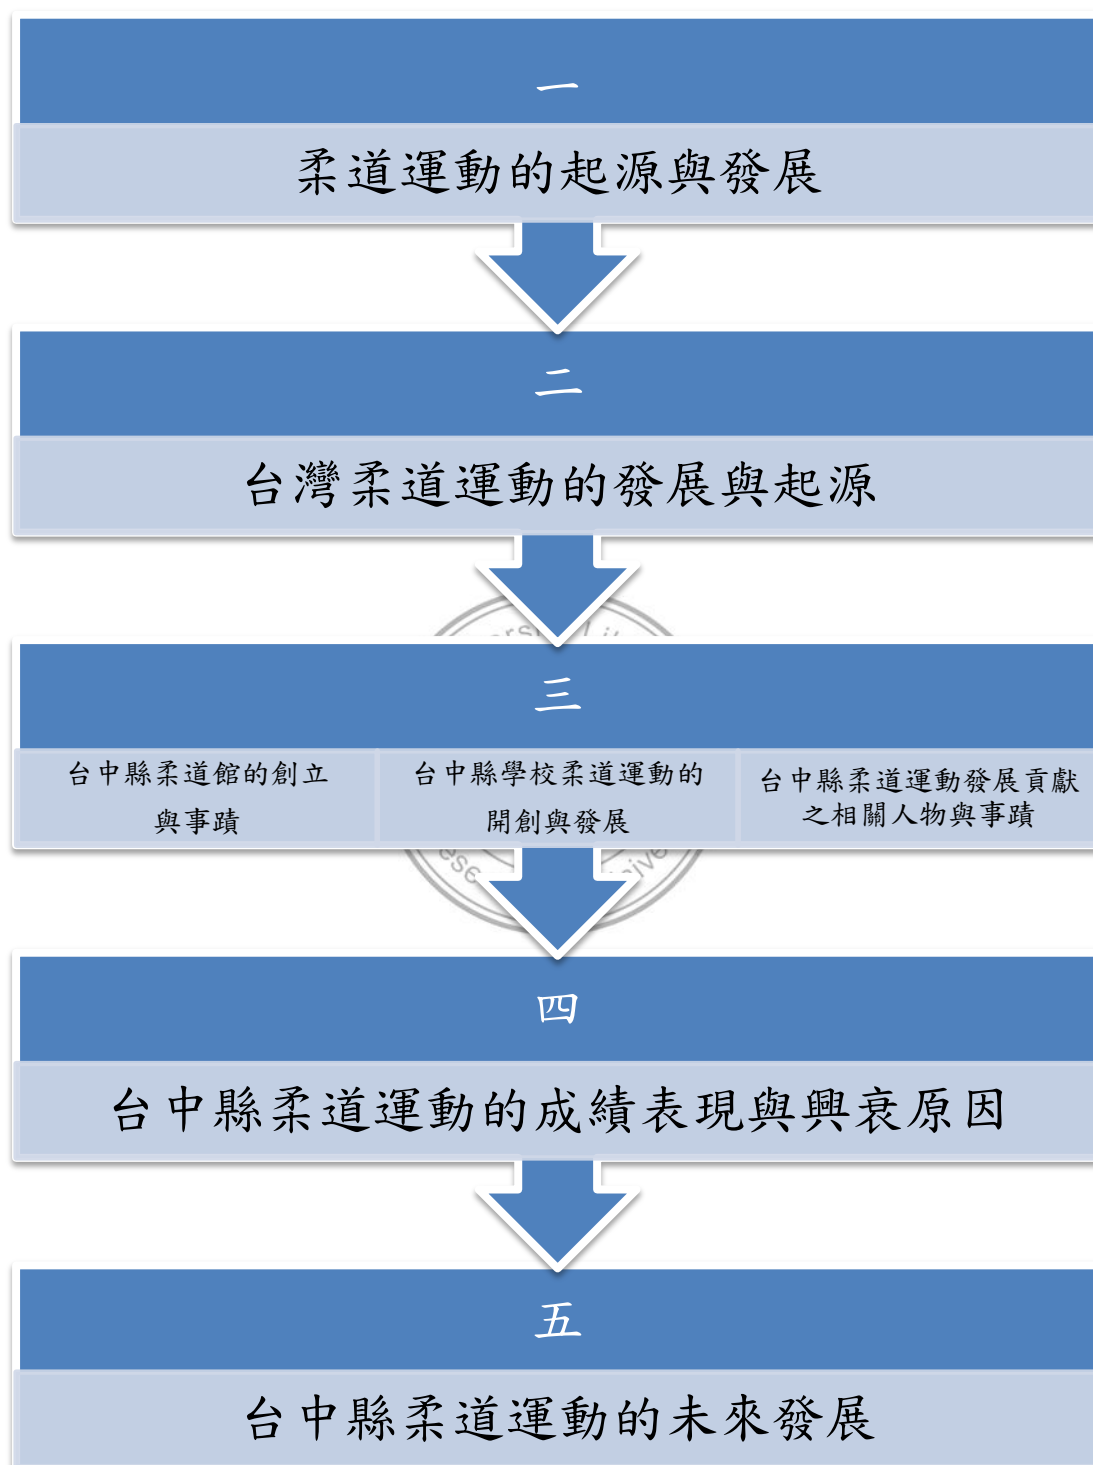 一
柔道運動的起源與發展
二
台灣柔道運動的發展與起源
三
台中縣柔道館的創立
與事蹟
台中縣學校柔道運動的
開創與發展
台中縣柔道運動發展貢獻
之相關人物與事蹟
四
台中縣柔道運動的成績表現與興衰原因
五
台中縣柔道運動的未來發展